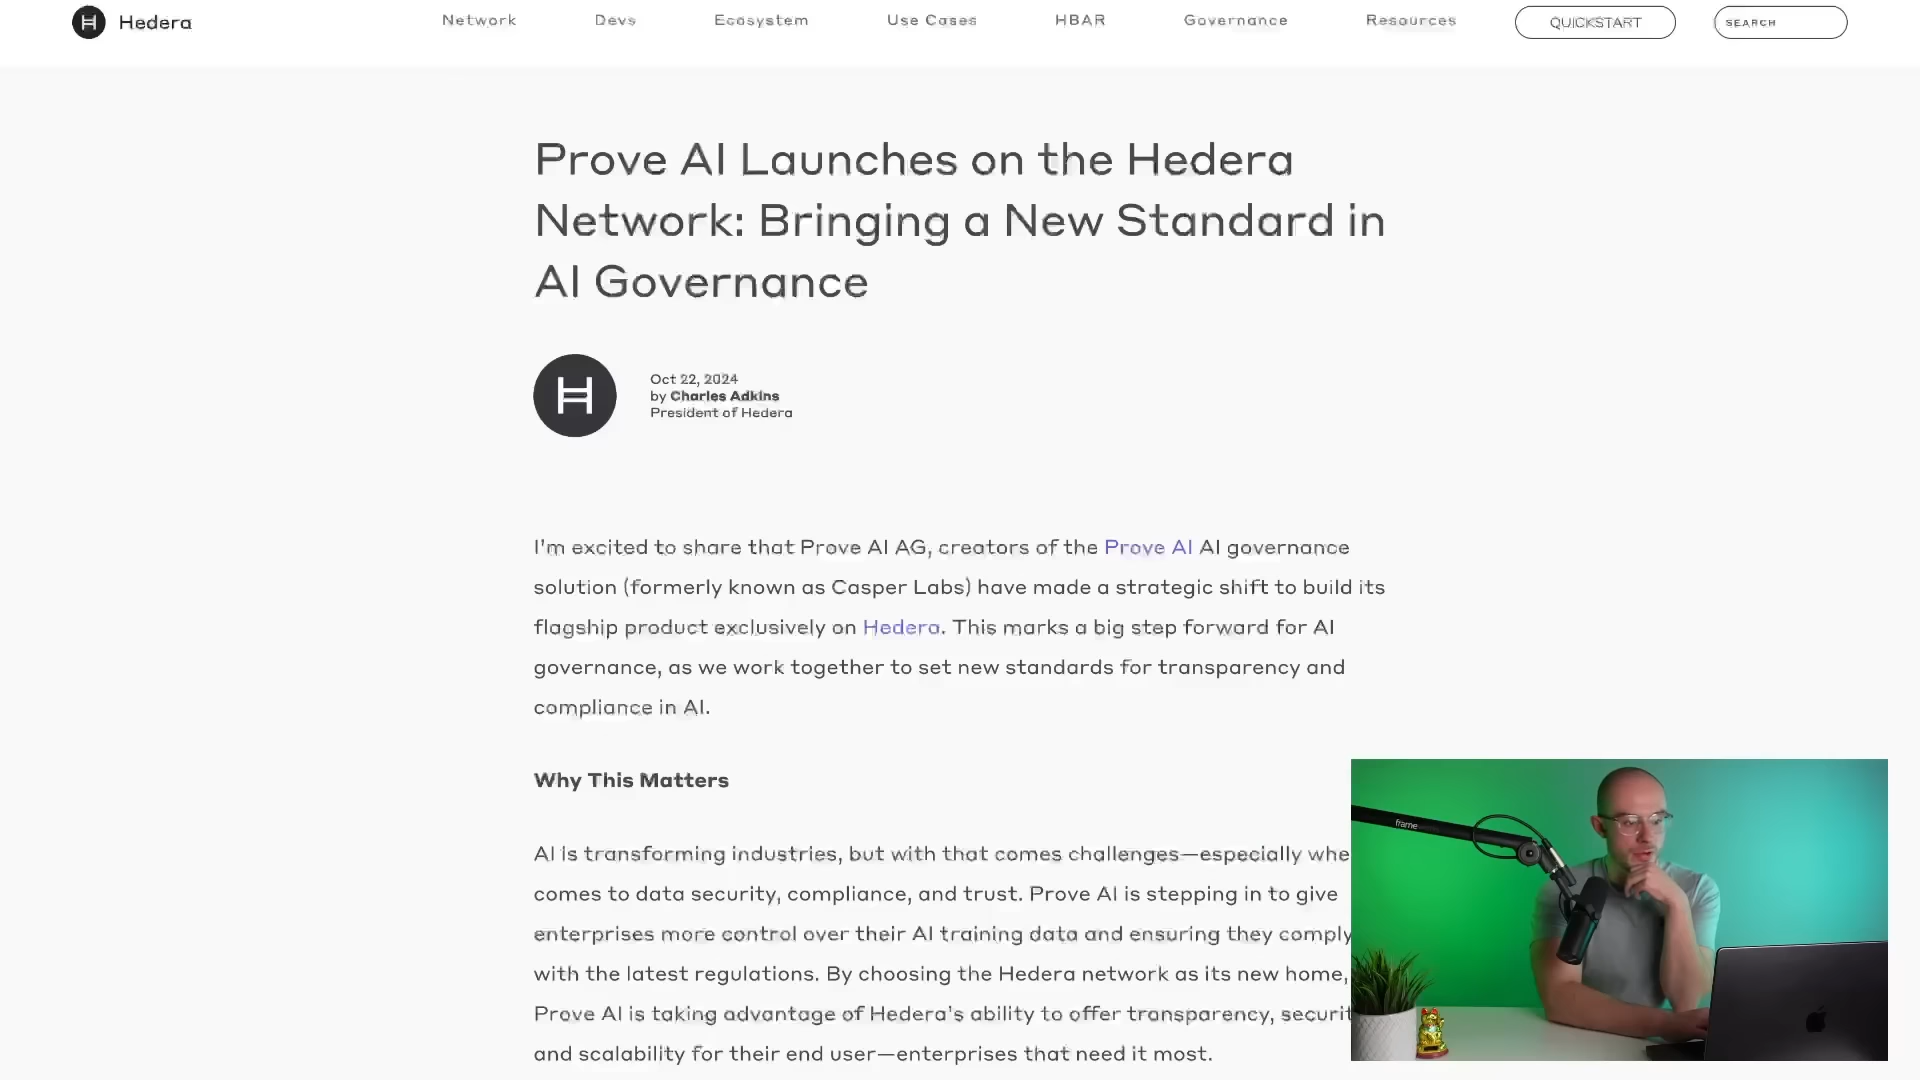 Hedera
Network
Devs
Ecosystem
Use Cases
HBAR
Governance
Resources
QUICKSTART
SEARCH
Prove AI Launches on the Hedera
Network: Bringing a New Standard in
AI Governance
Oct 22, 2024
by Charles Adkins
President of Hedera
I'm excited to share that Prove AI AG, creators of the Prove AI AI governance
solution (formerly known as Casper Labs) have made a strategic shift to build its
flagship product exclusively on Hedera. This marks a big step forward for AI
governance, as we work together to set new standards for transparency and
compliance in AI.
Why This Matters
AI is transforming industries, but with that comes challenges—especially whe
comes to data security, compliance, and trust. Prove AI is stepping in to give
enterprises more control over their AI training data and ensuring they comply
with the latest regulations. By choosing the Hedera network as its new home,
Prove AI is taking advantage of Hedera's ability to offer transparency, securit
and scalability for their end user—enterprises that need it most.
frame